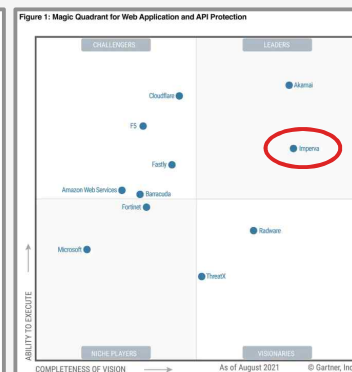 Figure 1: Magic Quadrant for Web Application and API Protection
CHALLENGERS
LEADERS
Akamai
Cloudflare
F5
Imperva
Fastly
Amazon Web Services
Barracuda
Fortinet
Radware
Microsoft
ThreatX
ABILITY TO EXECUTE
NICHE PLAYERS
VISIONARIES
COMPLETENESS OF VISION
As of August 2021
© Gartner, Inc